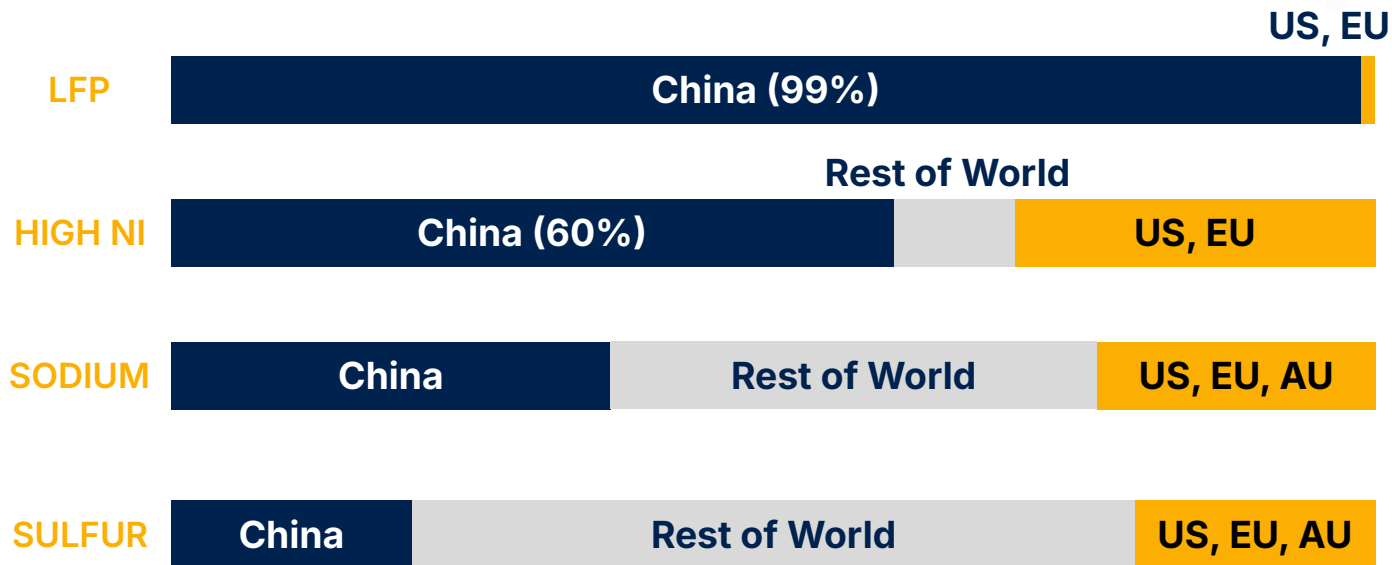 US, EU
LFP China (99%)
Rest of World
HIGH NI China (60%) US, EU
SODIUM China Rest of World US, EU, AU
SULFUR China Rest of World US, EU, AU